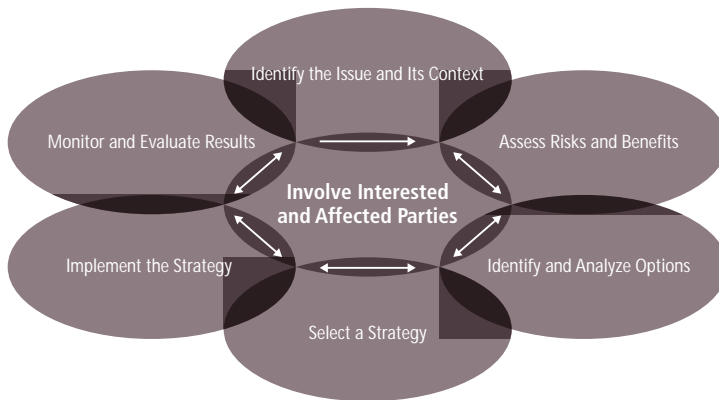 Identify the Issue and Its Context
Monitor and Evaluate Results
Assess Risks and Benefits
Involve Interested
and Affected Parties
Implement the Strategy
Identify and Analyze Options
Select a Strategy